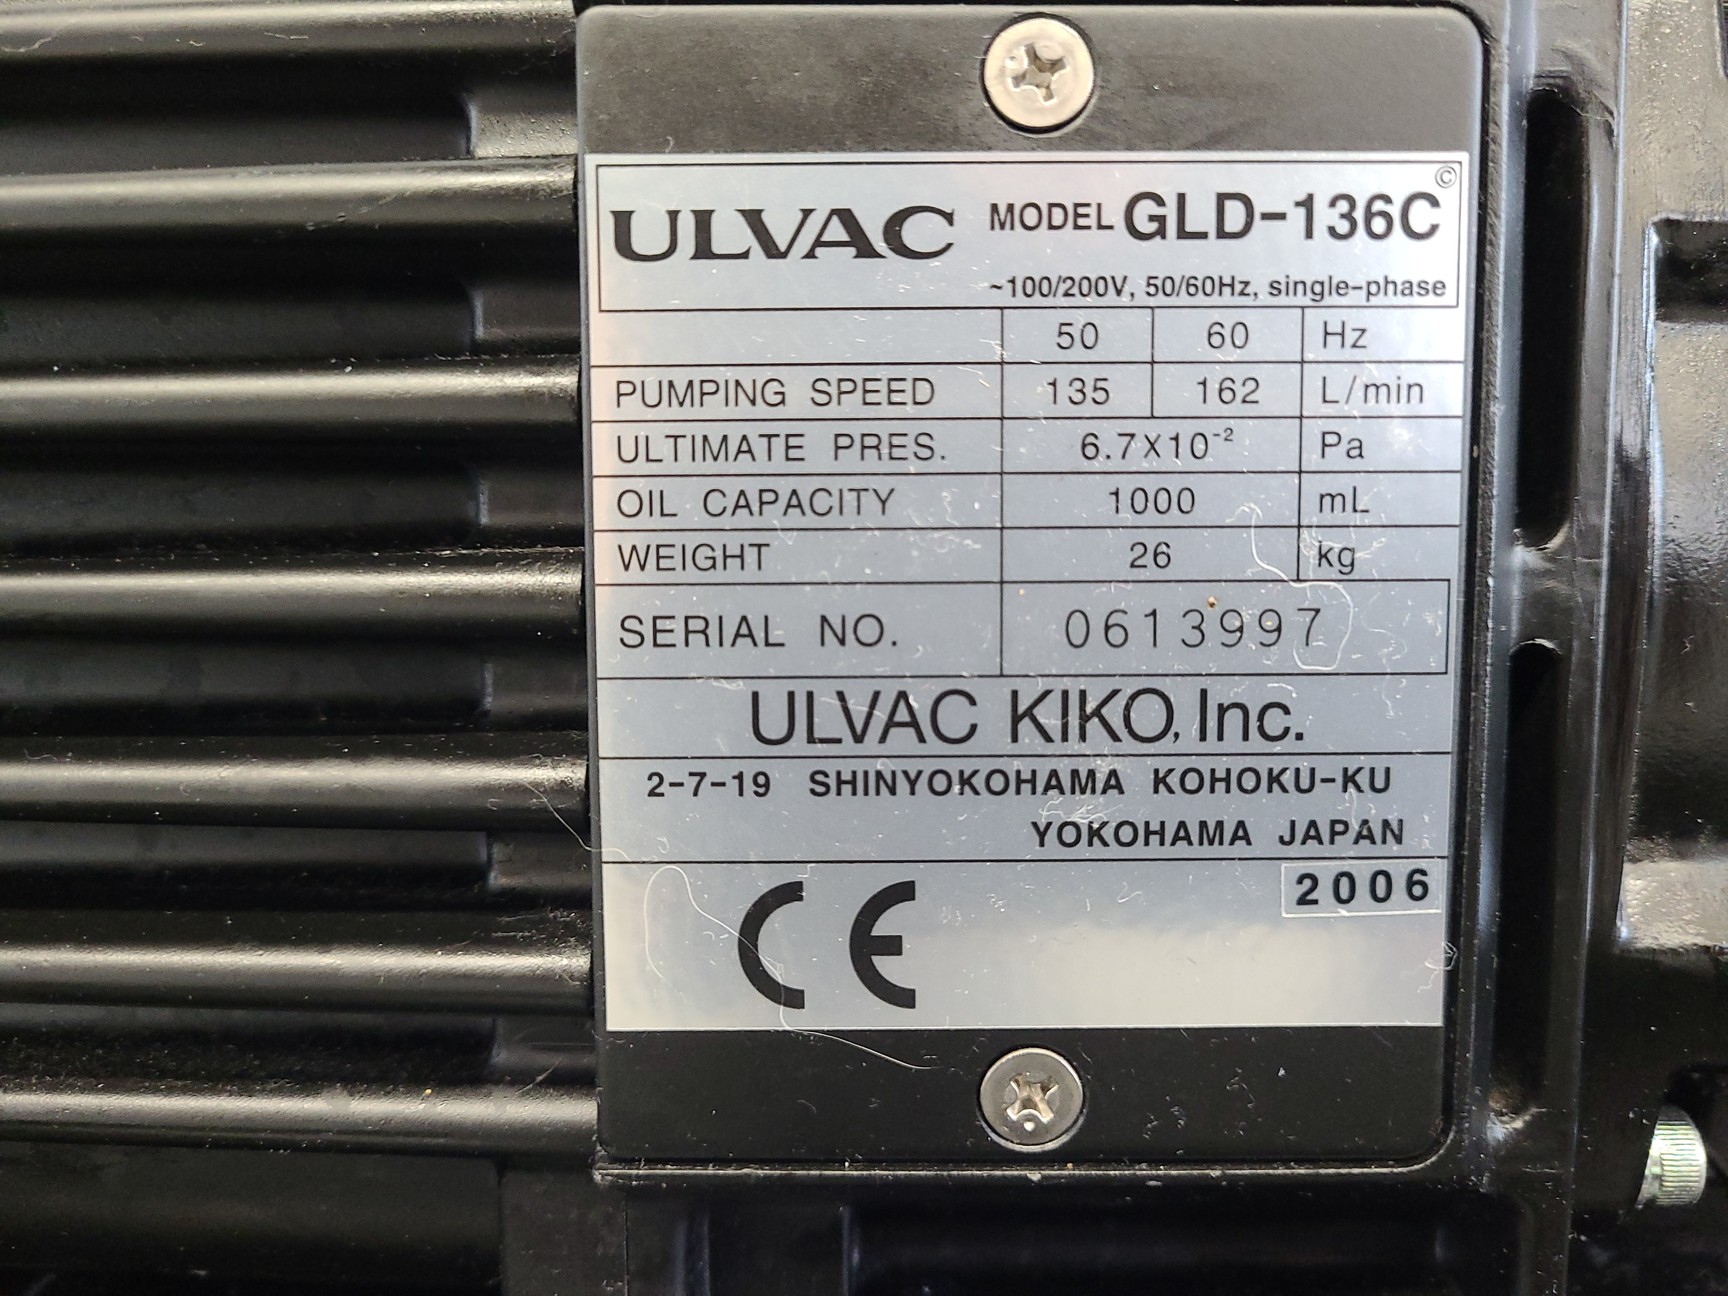 ULVAC MODEL GLD-136C ©
~100/200V, 50/60Hz, single-phase
50 60 Hz
PUMPING SPEED 135 162 L/min
ULTIMATE PRES. 6.7X10⁻² Pa
OIL CAPACITY 1000 mL
WEIGHT 26 kg
SERIAL NO. 0613997
ULVAC KIKO, Inc.
2-7-19 SHINYOKOHAMA KOHOKU-KU
YOKOHAMA JAPAN
2006
CE